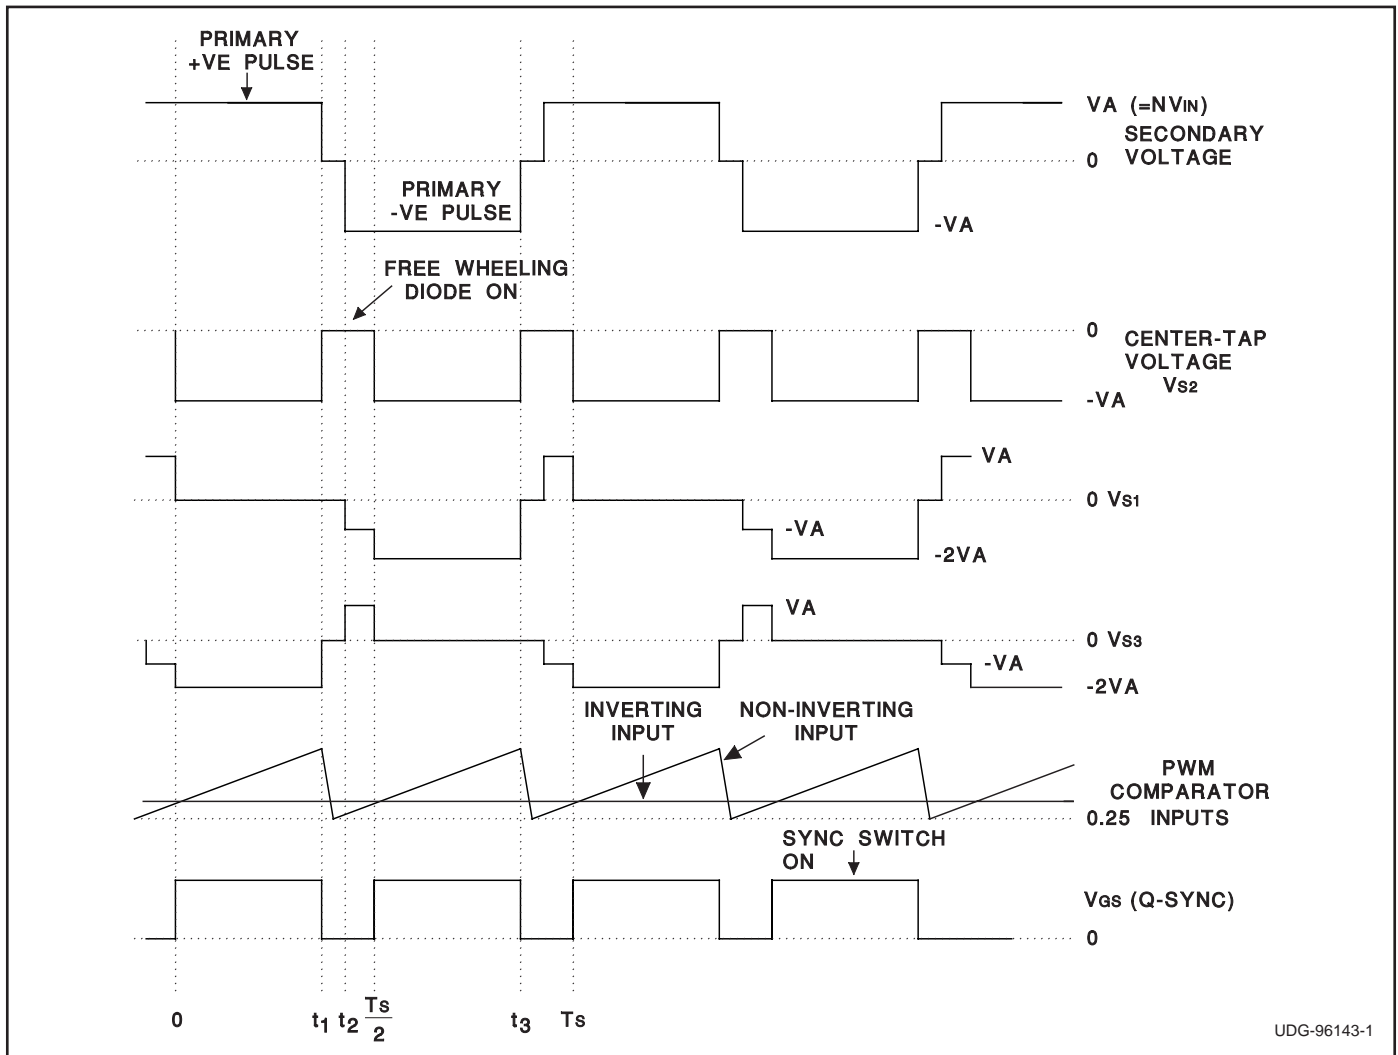 PRIMARY
+VE PULSE
VA (=NVIN)
SECONDARY
0
VOLTAGE
PRIMARY
-VE PULSE
-VA
FREE WHEELING
DIODE ON
0
CENTER-TAP
VOLTAGE
VS2
-VA
VA
0 VS1
-VA
-2VA
VA
0 VS3
-VA
-2VA
INVERTING
INPUT
NON-INVERTING
INPUT
PWM
COMPARATOR
0.25 INPUTS
SYNC SWITCH
ON
VGS (Q-SYNC)
0
0 t1 t2 Ts/2 t3 Ts
UDG-96143-1